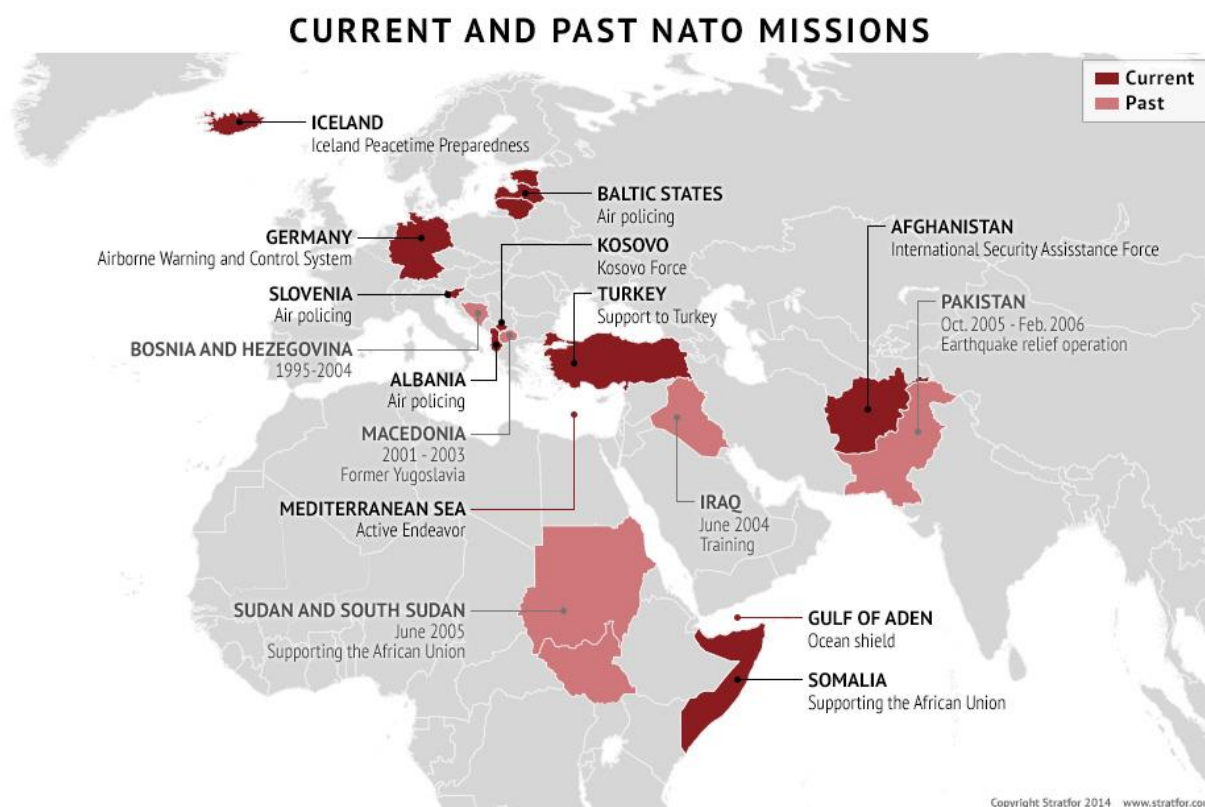 CURRENT AND PAST NATO MISSIONS
Current
Past
ICELAND
Iceland Peacetime Preparedness
BALTIC STATES
Air policing
GERMANY
Airborne Warning and Control System
KOSOVO
Kosovo Force
AFGHANISTAN
International Security Assisstance Force
SLOVENIA
Air policing
TURKEY
Support to Turkey
PAKISTAN
Oct. 2005 - Feb. 2006
Earthquake relief operation
BOSNIA AND HEZEGOVINA
1995-2004
ALBANIA
Air policing
MACEDONIA
2001 - 2003
Former Yugoslavia
MEDITERRANEAN SEA
Active Endeavor
IRAQ
June 2004
Training
SUDAN AND SOUTH SUDAN
June 2005
Supporting the African Union
GULF OF ADEN
Ocean shield
SOMALIA
Supporting the African Union
Copyright Stratfor 2014 www.stratfor.co